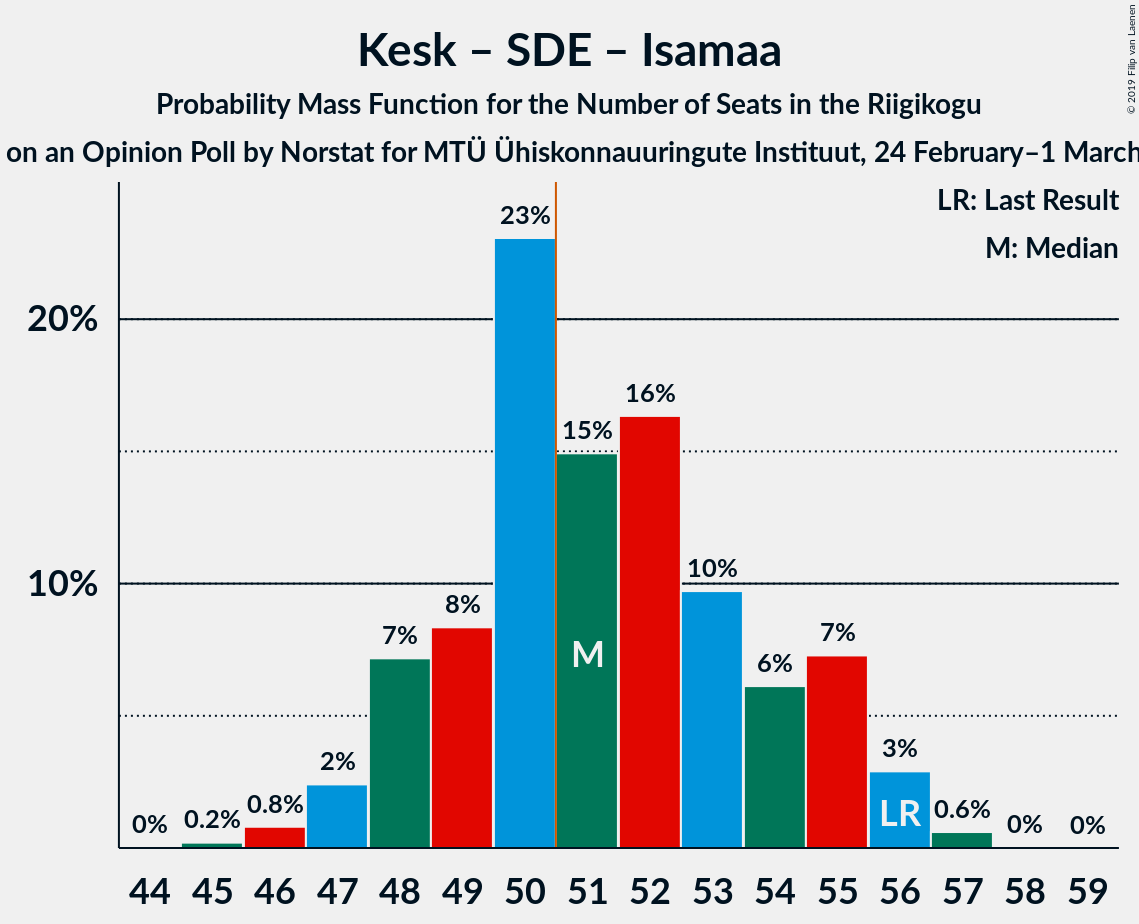 © 2019 Filip van Laenen
Kesk – SDE – Isamaa
Probability Mass Function for the Number of Seats in the Riigikogu
on an Opinion Poll by Norstat for MTÜ Ühiskonnauuringute Instituut, 24 February–1 March
LR: Last Result
M: Median
23%
20%
16%
15%
10%
10%
8%
7%
7%
6%
M
2%
3%
0%
0.2%
0.8%
LR
0.6%
0%
0%
44 45 46 47 48 49 50 51 52 53 54 55 56 57 58 59